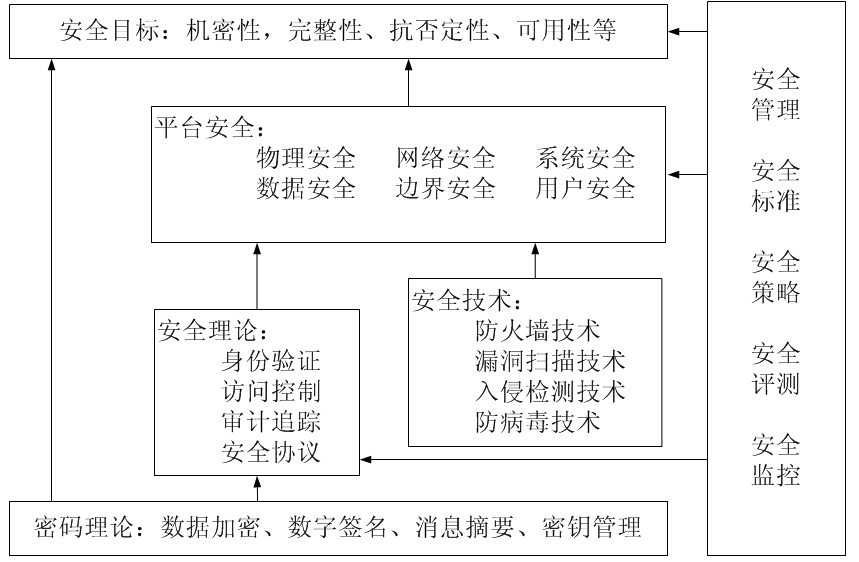 安全目标：机密性，完整性、抗否定性、可用性等
平台安全：
物理安全 网络安全 系统安全
数据安全 边界安全 用户安全
安全理论：
身份验证
访问控制
审计追踪
安全协议
安全技术：
防火墙技术
漏洞扫描技术
入侵检测技术
防病毒技术
密码理论：数据加密、数字签名、消息摘要、密钥管理
安全
管理
安全
标准
安全
策略
安全
评测
安全
监控